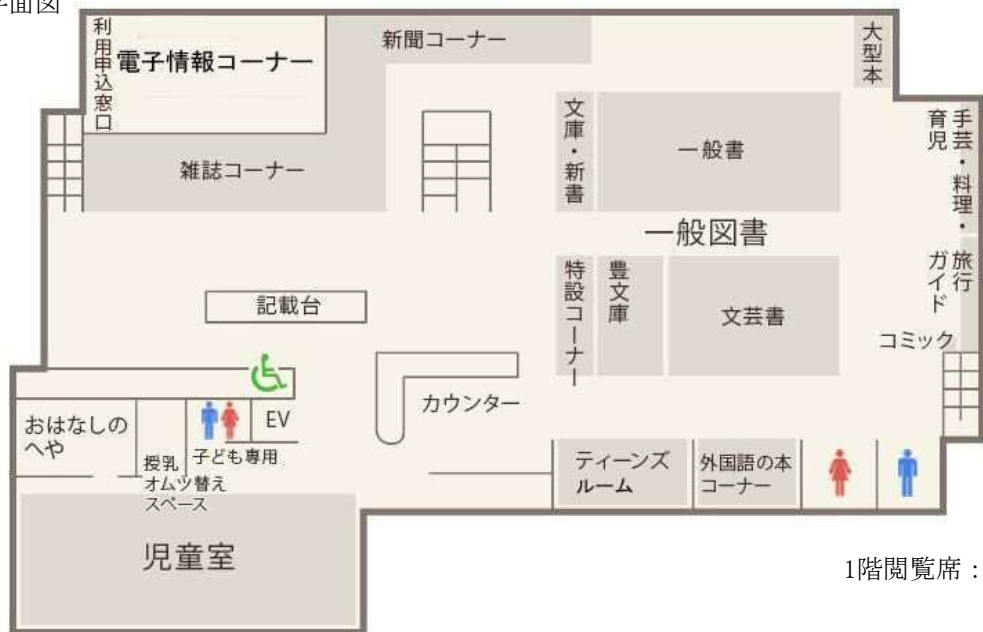 平面図
利用申込窓口
電子情報コーナー
新聞コーナー
大型本
雑誌コーナー
文庫・新書
一般書
手芸・料理・
育児
一般図書
特設コーナー
豊文庫
文芸書
旅行
ガイド
コミック
記載台
カウンター
おはなしの
へや
授乳
オムツ替え
スペース
子ども専用
EV
ティーンズ
ルーム
外国語の本
コーナー
児童室
1階閲覧席：